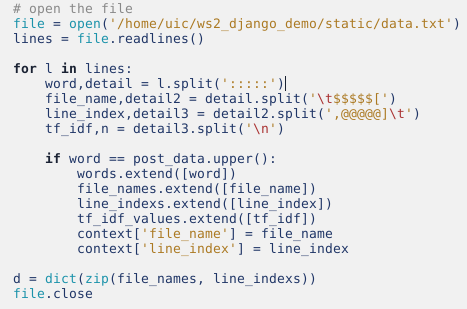 # open the file
file = open('/home/uic/ws2_django_demo/static/data.txt')
lines = file.readlines()

for l in lines:
    word,detail = l.split(':::::')
    file_name,detail2 = detail.split('\t$$$$$[')
    line_index,detail3 = detail2.split(',@@@@@]\t')
    tf_idf,n = detail3.split('\n')

    if word == post_data.upper():
        words.extend([word])
        file_names.extend([file_name])
        line_indexs.extend([line_index])
        tf_idf_values.extend([tf_idf])
        context['file_name'] = file_name
        context['line_index'] = line_index

d = dict(zip(file_names, line_indexs))
file.close